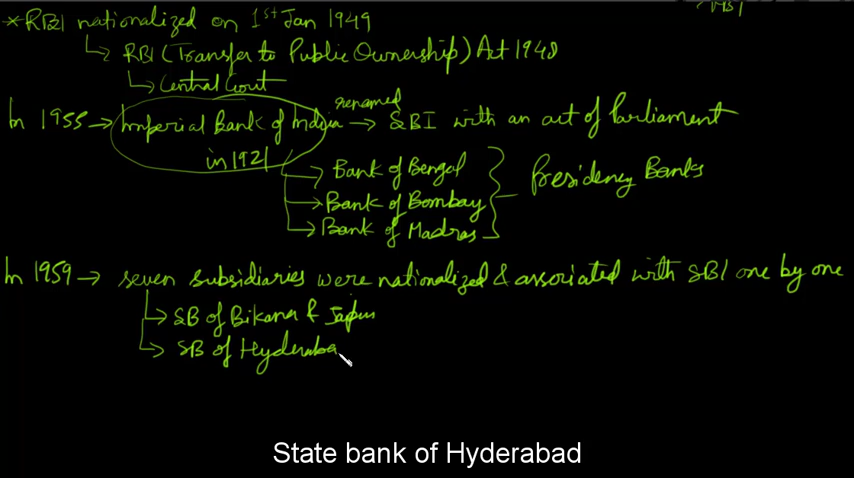 *RBI nationalized on 1st Jan 1949
RBI (Transfer to Public Ownership) Act 1948
Central Govt
In 1955 → Imperial Bank of India renamed → SBI with an act of Parliament
in 1921
Bank of Bengal
Bank of Bombay
Bank of Madras
Presidency Banks
In 1959 → seven subsidiaries were nationalized & associated with SBI one by one
SB of Bikaner & Jaipur
SB of Hyderaba
State bank of Hyderabad